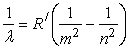 1/λ = R′(1/m² − 1/n²)